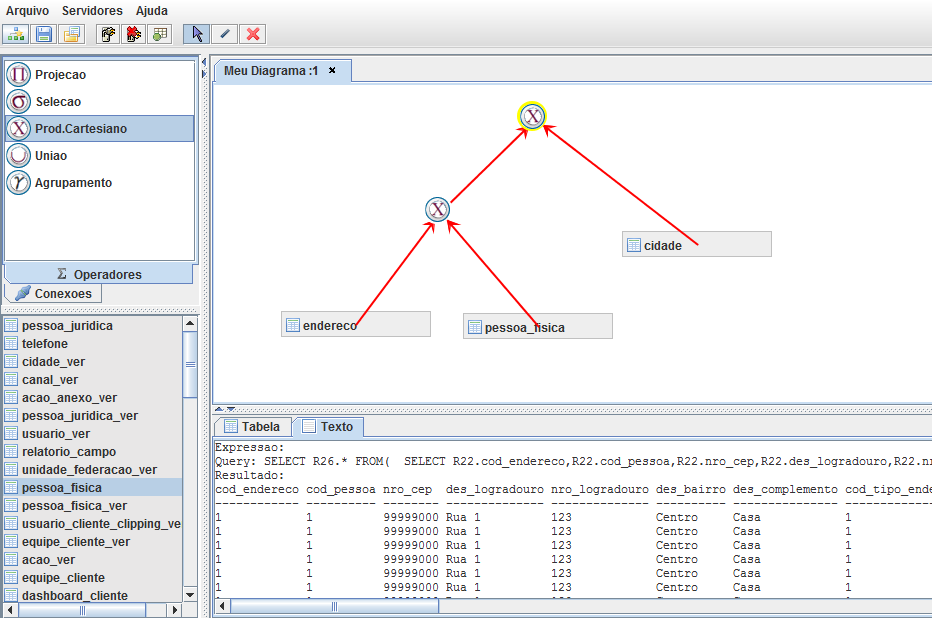 Arquivo Servidores Ajuda
Projecao
Selecao
Prod.Cartesiano
Uniao
Agrupamento
Σ Operadores
Conexoes
pessoa_juridica
telefone
cidade_ver
canal_ver
acao_anexo_ver
pessoa_juridica_ver
usuario_ver
relatorio_campo
unidade_federacao_ver
pessoa_fisica
pessoa_fisica_ver
usuario_cliente_clipping_ve
equipe_cliente_ver
acao_ver
equipe_cliente
dashboard_cliente
Meu Diagrama :1
X
X
cidade
endereco
pessoa_fisica
Tabela Texto
Expressao:
Query: SELECT R26.* FROM( SELECT R22.cod_endereco,R22.cod_pessoa,R22.nro_cep,R22.des_logradouro,R22.nr
Resultado:
cod_endereco cod_pessoa nro_cep des_logradouro nro_logradouro des_bairro des_complemento cod_tipo_ende
------------ ---------- -------- -------------- -------------- ---------- --------------- -------------
1 1 99999000 Rua 1 123 Centro Casa 1
1 1 99999000 Rua 1 123 Centro Casa 1
1 1 99999000 Rua 1 123 Centro Casa 1
1 1 99999000 Rua 1 123 Centro Casa 1
1 1 99999000 Rua 1 123 Centro Casa 1
1 1 99999000 Rua 1 123 Centro Casa 1